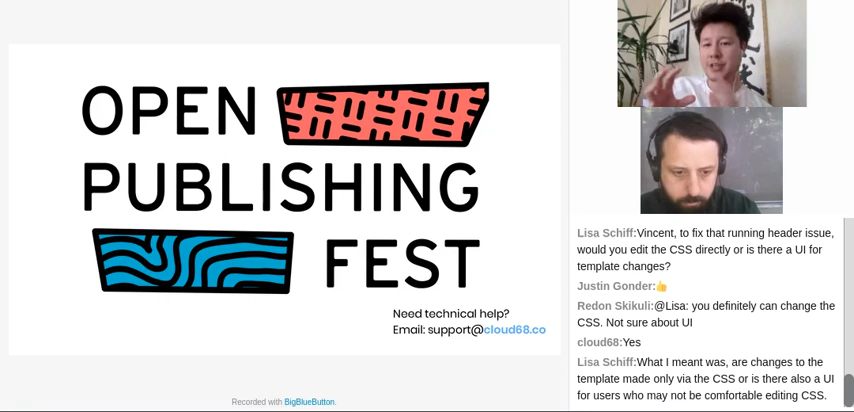 OPEN
PUBLISHING
FEST
Need technical help?
Email: support@cloud68.co
Recorded with BigBlueButton.
Lisa Schiff:Vincent, to fix that running header issue,
would you edit the CSS directly or is there a UI for
template changes?
Justin Gonder:👍
Redon Skikuli:@Lisa: you definitely can change the
CSS. Not sure about UI
cloud68:Yes
Lisa Schiff:What I meant was, are changes to the
template made only via the CSS or is there also a UI
for users who may not be comfortable editing CSS.